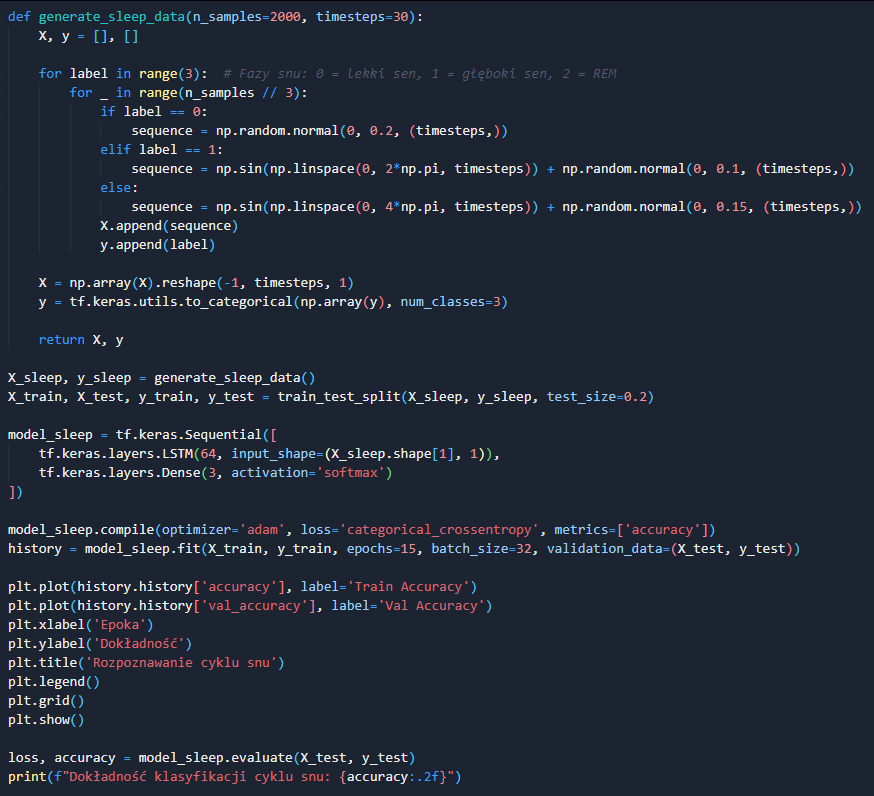 def generate_sleep_data(n_samples=2000, timesteps=30):
    X, y = [], []

    for label in range(3):  # Fazy snu: 0 = lekki sen, 1 = głęboki sen, 2 = REM
        for _ in range(n_samples // 3):
            if label == 0:
                sequence = np.random.normal(0, 0.2, (timesteps,))
            elif label == 1:
                sequence = np.sin(np.linspace(0, 2*np.pi, timesteps)) + np.random.normal(0, 0.1, (timesteps,))
            else:
                sequence = np.sin(np.linspace(0, 4*np.pi, timesteps)) + np.random.normal(0, 0.15, (timesteps,))
            X.append(sequence)
            y.append(label)

    X = np.array(X).reshape(-1, timesteps, 1)
    y = tf.keras.utils.to_categorical(np.array(y), num_classes=3)

    return X, y

X_sleep, y_sleep = generate_sleep_data()
X_train, X_test, y_train, y_test = train_test_split(X_sleep, y_sleep, test_size=0.2)

model_sleep = tf.keras.Sequential([
    tf.keras.layers.LSTM(64, input_shape=(X_sleep.shape[1], 1)),
    tf.keras.layers.Dense(3, activation='softmax')
])

model_sleep.compile(optimizer='adam', loss='categorical_crossentropy', metrics=['accuracy'])
history = model_sleep.fit(X_train, y_train, epochs=15, batch_size=32, validation_data=(X_test, y_test))

plt.plot(history.history['accuracy'], label='Train Accuracy')
plt.plot(history.history['val_accuracy'], label='Val Accuracy')
plt.xlabel('Epoka')
plt.ylabel('Dokładność')
plt.title('Rozpoznawanie cyklu snu')
plt.legend()
plt.grid()
plt.show()

loss, accuracy = model_sleep.evaluate(X_test, y_test)
print(f"Dokładność klasyfikacji cyklu snu: {accuracy:.2f}")